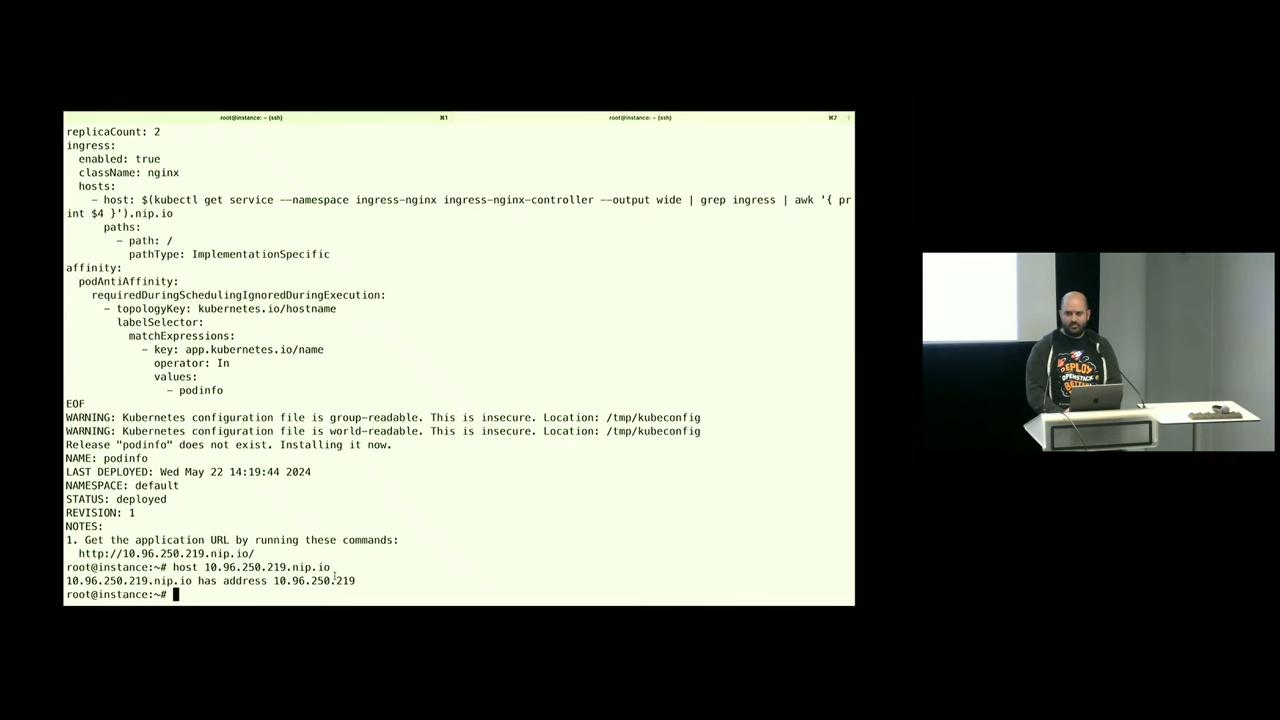 root@instance: ~ (ssh) ⌘1 root@instance: ~ (ssh) ⌘2
replicaCount: 2
ingress:
  enabled: true
  className: nginx
  hosts:
    - host: $(kubectl get service --namespace ingress-nginx ingress-nginx-controller --output wide | grep ingress | awk '{ pr
int $4 }').nip.io
      paths:
        - path: /
          pathType: ImplementationSpecific
affinity:
  podAntiAffinity:
    requiredDuringSchedulingIgnoredDuringExecution:
      - topologyKey: kubernetes.io/hostname
        labelSelector:
          matchExpressions:
            - key: app.kubernetes.io/name
              operator: In
              values:
                - podinfo
EOF
WARNING: Kubernetes configuration file is group-readable. This is insecure. Location: /tmp/kubeconfig
WARNING: Kubernetes configuration file is world-readable. This is insecure. Location: /tmp/kubeconfig
Release "podinfo" does not exist. Installing it now.
NAME: podinfo
LAST DEPLOYED: Wed May 22 14:19:44 2024
NAMESPACE: default
STATUS: deployed
REVISION: 1
NOTES:
1. Get the application URL by running these commands:
  http://10.96.250.219.nip.io/
root@instance:~# host 10.96.250.219.nip.io
10.96.250.219.nip.io has address 10.96.250.219
root@instance:~#
DEPLOY
OPENSTACK
BETTER